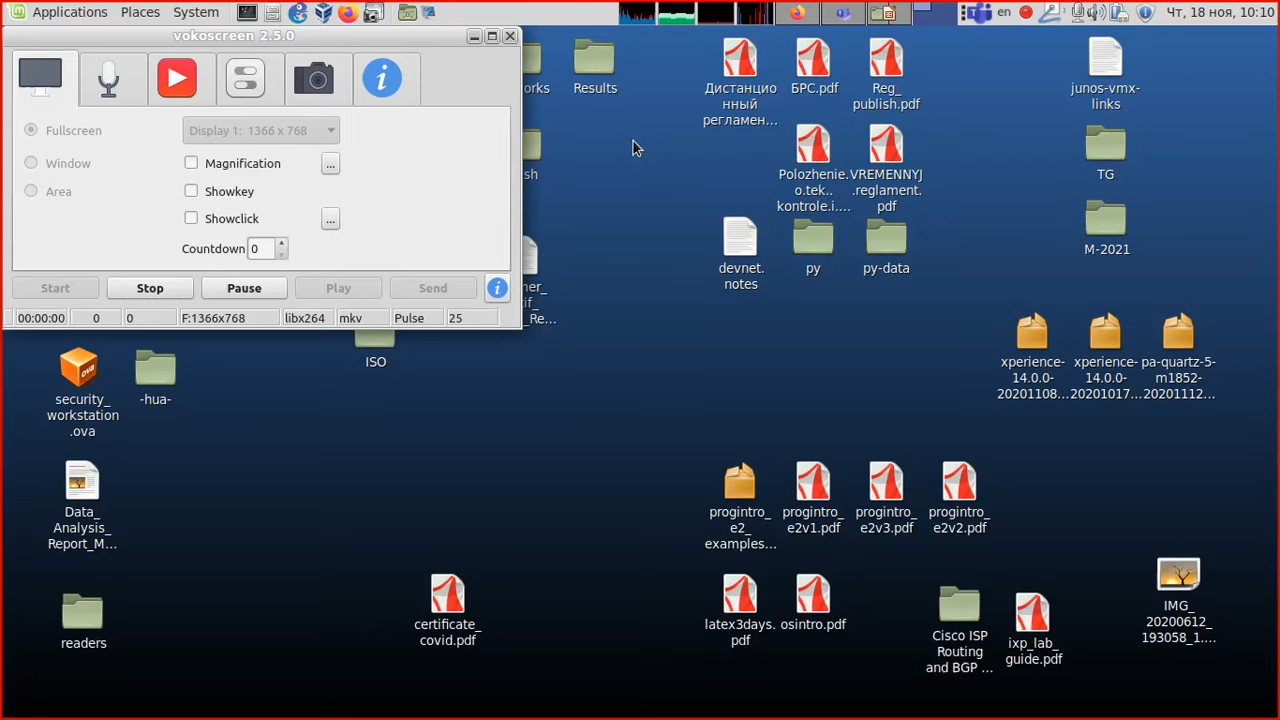 Applications Places System
en
Чт, 18 ноя, 10:10
vokoscreen 2.5.0
Fullscreen
Display 1: 1366 x 768
Window
Magnification
...
Area
Showkey
Showclick
...
Countdown 0
Start
Stop
Pause
Play
Send
00:00:00
0
0
F:1366x768
libx264
mkv
Pulse
25
Results
Дистанцио
нный
регламен...
БРС.pdf
Reg_
publish.pdf
junos-vmx-
links
Polozhenie.
o.tek..
kontrole.i....
VREMENNYJ
.reglament.
pdf
TG
devnet.
notes
py
py-data
M-2021
ISO
xperience-
14.0.0-
20201108...
xperience-
14.0.0-
20201017...
pa-quartz-5-
m1852-
20201112...
OVA
security_
workstation
.ova
-hua-
Data_
Analysis_
Report_M...
progintro_
e2_
examples...
progintro_
e2v1.pdf
progintro_
e2v3.pdf
progintro_
e2v2.pdf
readers
certificate_
covid.pdf
latex3days.
pdf
osintro.pdf
Cisco ISP
Routing
and BGP ...
ixp_lab_
guide.pdf
IMG_
20200612_
193058_1....